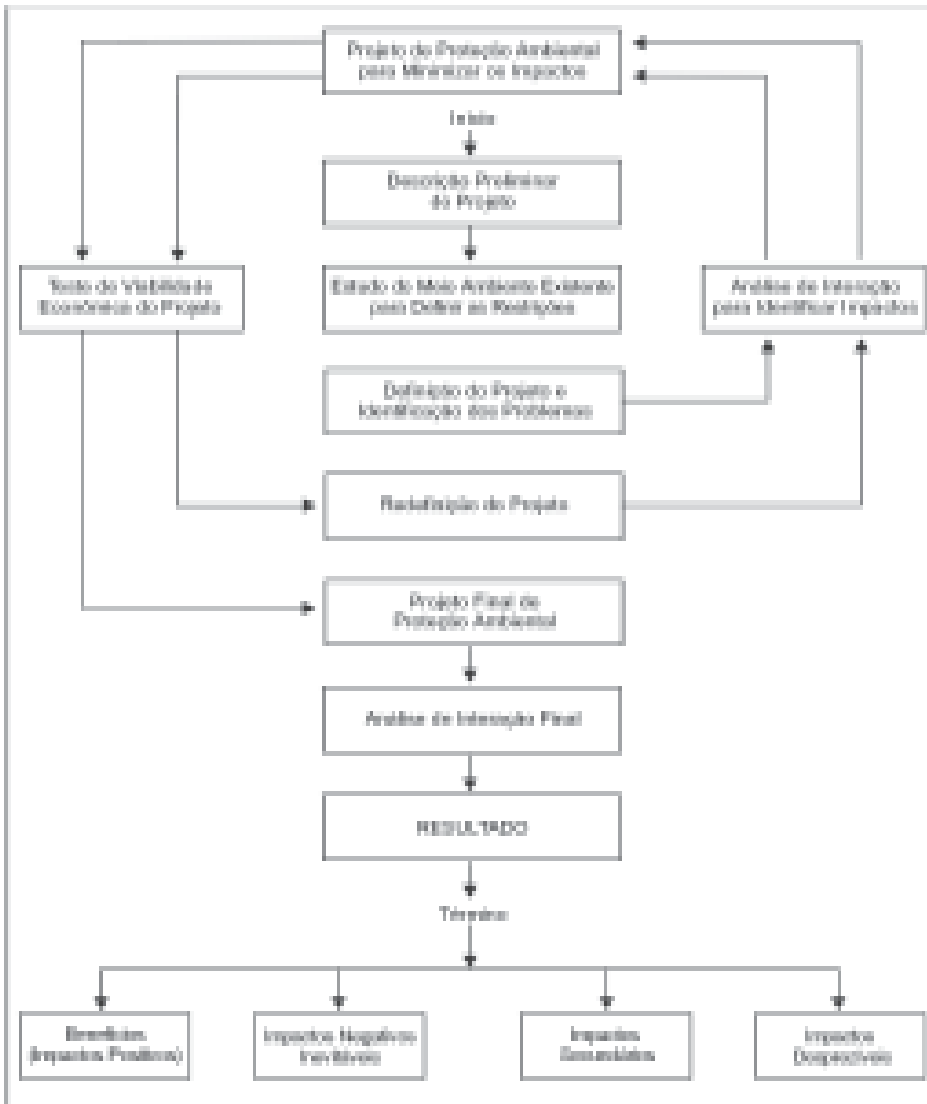 Projeto de Proteção Ambiental
para Minimizar os Impactos
Início
Descrição Preliminar
do Projeto
Teste de Viabilidade
Econômica do Projeto
Estudo do Meio Ambiente Existente
para Definir as Restrições
Análise de Interação
para Identificar Impactos
Definição do Projeto e
Identificação dos Problemas
Redefinição do Projeto
Projeto Final de
Proteção Ambiental
Análise de Interação Final
RESULTADO
Término
Benefícios
(Impactos Positivos)
Impactos Negativos
Inevitáveis
Impactos
Secundários
Impactos
Desprezíveis